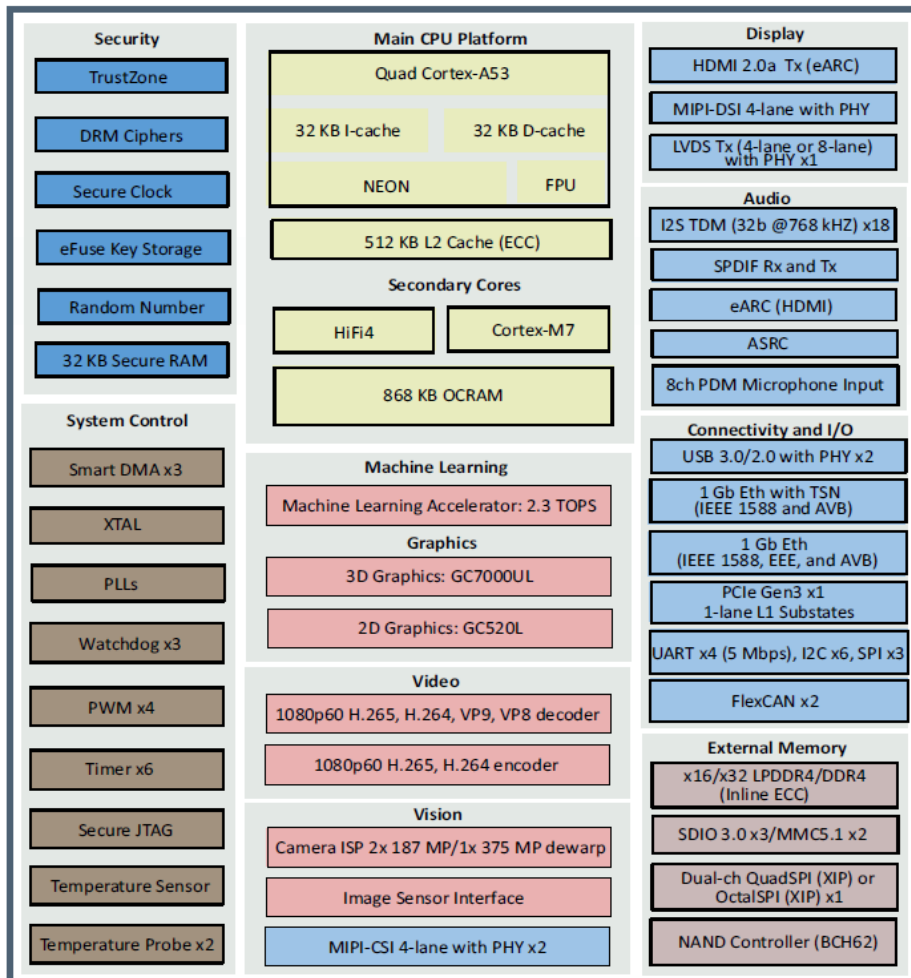 Security
TrustZone
DRM Ciphers
Secure Clock
eFuse Key Storage
Random Number
32 KB Secure RAM
System Control
Smart DMA x3
XTAL
PLLs
Watchdog x3
PWM x4
Timer x6
Secure JTAG
Temperature Sensor
Temperature Probe x2
Main CPU Platform
Quad Cortex-A53
32 KB I-cache
32 KB D-cache
NEON
FPU
512 KB L2 Cache (ECC)
Secondary Cores
HiFi4
Cortex-M7
868 KB OCRAM
Machine Learning
Machine Learning Accelerator: 2.3 TOPS
Graphics
3D Graphics: GC7000UL
2D Graphics: GC520L
Video
1080p60 H.265, H.264, VP9, VP8 decoder
1080p60 H.265, H.264 encoder
Vision
Camera ISP 2x 187 MP/1x 375 MP dewarp
Image Sensor Interface
MIPI-CSI 4-lane with PHY x2
Display
HDMI 2.0a Tx (eARC)
MIPI-DSI 4-lane with PHY
LVDS Tx (4-lane or 8-lane)
with PHY x1
Audio
I2S TDM (32b @768 kHZ) x18
SPDIF Rx and Tx
eARC (HDMI)
ASRC
8ch PDM Microphone Input
Connectivity and I/O
USB 3.0/2.0 with PHY x2
1 Gb Eth with TSN
(IEEE 1588 and AVB)
1 Gb Eth
(IEEE 1588, EEE, and AVB)
PCIe Gen3 x1
1-lane L1 Substates
UART x4 (5 Mbps), I2C x6, SPI x3
FlexCAN x2
External Memory
x16/x32 LPDDR4/DDR4
(Inline ECC)
SDIO 3.0 x3/MMC5.1 x2
Dual-ch QuadSPI (XIP) or
OctalSPI (XIP) x1
NAND Controller (BCH62)